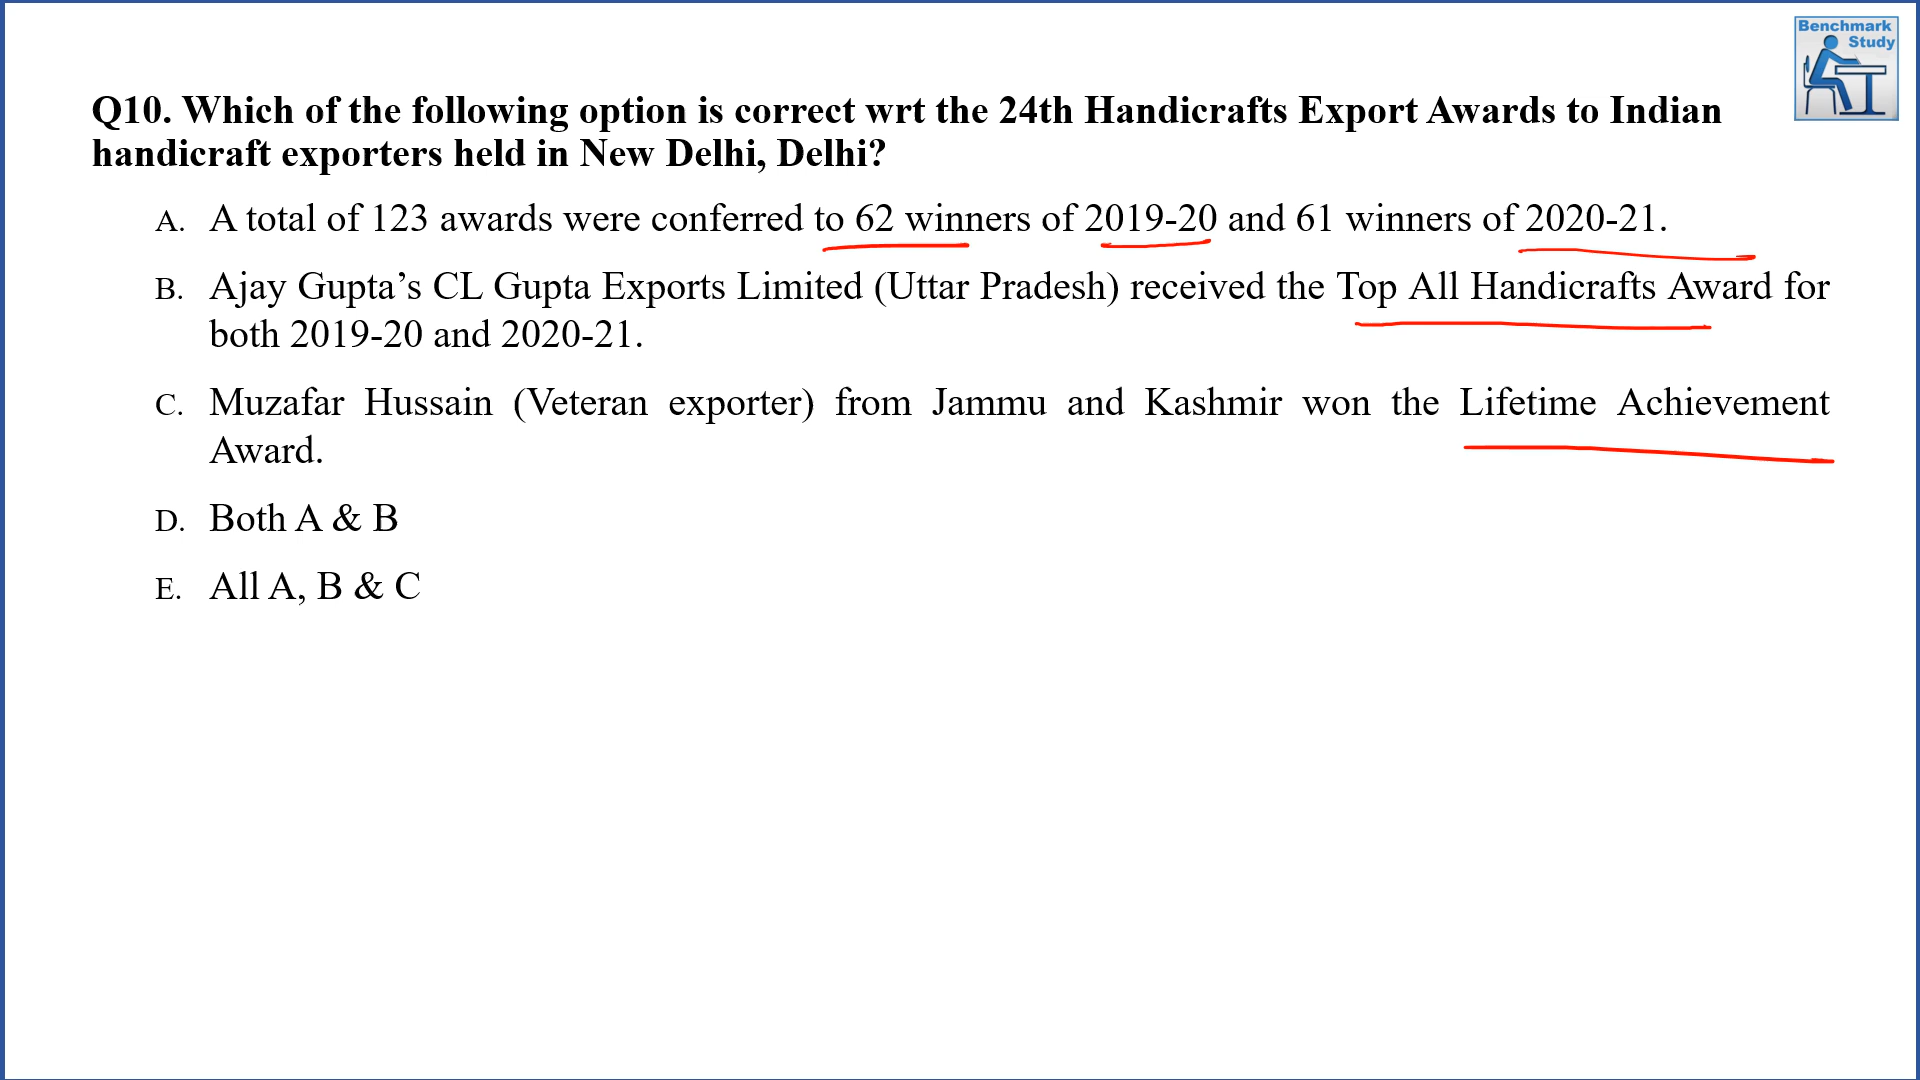 Benchmark
Study
Q10. Which of the following option is correct wrt the 24th Handicrafts Export Awards to Indian
handicraft exporters held in New Delhi, Delhi?
A. A total of 123 awards were conferred to 62 winners of 2019-20 and 61 winners of 2020-21.
B. Ajay Gupta’s CL Gupta Exports Limited (Uttar Pradesh) received the Top All Handicrafts Award for
both 2019-20 and 2020-21.
C. Muzafar Hussain (Veteran exporter) from Jammu and Kashmir won the Lifetime Achievement
Award.
D. Both A & B
E. All A, B & C